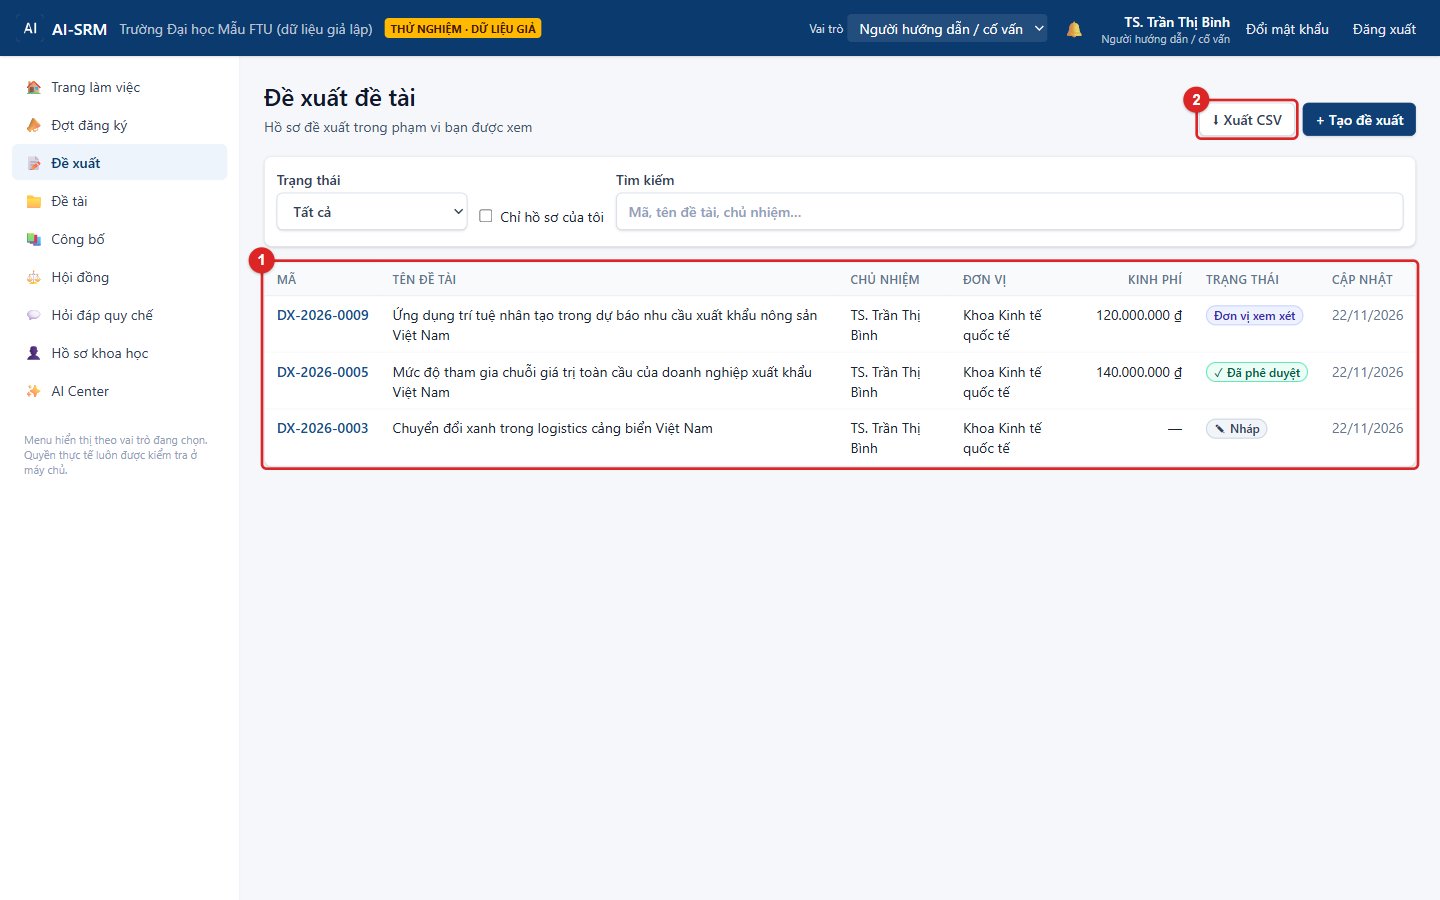 AI AI-SRM Trường Đại học Mẫu FTU (dữ liệu giả lập) THỬ NGHIỆM · DỮ LIỆU GIẢ Vai trò Người hướng dẫn / cố vấn TS. Trần Thị Bình Đổi mật khẩu Đăng xuất
Người hướng dẫn / cố vấn
Trang làm việc
Đợt đăng ký
Đề xuất
Đề tài
Công bố
Hội đồng
Hỏi đáp quy chế
Hồ sơ khoa học
AI Center
Menu hiển thị theo vai trò đang chọn.
Quyền thực tế luôn được kiểm tra ở
máy chủ.
Đề xuất đề tài
Hồ sơ đề xuất trong phạm vi bạn được xem
2
⭳ Xuất CSV + Tạo đề xuất
Trạng thái Tìm kiếm
Tất cả Chỉ hồ sơ của tôi Mã, tên đề tài, chủ nhiệm...
1
MÃ TÊN ĐỀ TÀI CHỦ NHIỆM ĐƠN VỊ KINH PHÍ TRẠNG THÁI CẬP NHẬT
DX-2026-0009 Ứng dụng trí tuệ nhân tạo trong dự báo nhu cầu xuất khẩu nông sản TS. Trần Thị Khoa Kinh tế 120.000.000 ₫ Đơn vị xem xét 22/11/2026
Việt Nam Bình quốc tế
DX-2026-0005 Mức độ tham gia chuỗi giá trị toàn cầu của doanh nghiệp xuất khẩu TS. Trần Thị Khoa Kinh tế 140.000.000 ₫ ✓ Đã phê duyệt 22/11/2026
Việt Nam Bình quốc tế
DX-2026-0003 Chuyển đổi xanh trong logistics cảng biển Việt Nam TS. Trần Thị Khoa Kinh tế — Nháp 22/11/2026
Bình quốc tế